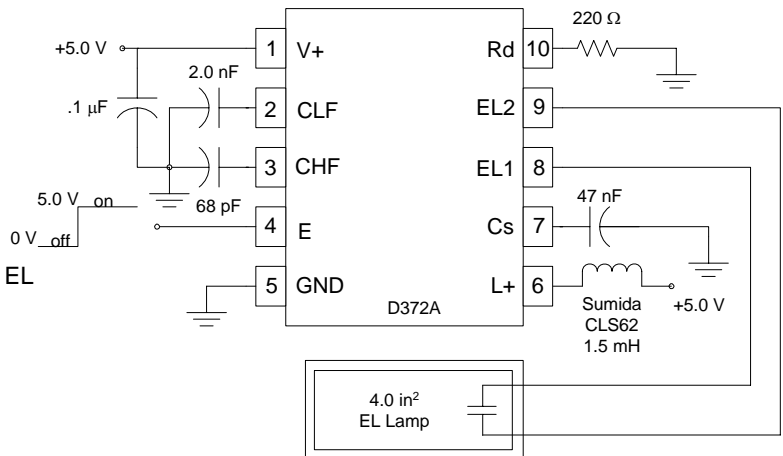 220 Ω
+5.0 V
1
V+
Rd
10
2.0 nF
.1 µF
2
CLF
EL2
9
3
CHF
EL1
8
68 pF
5.0 V
on
0 V
off
EL
4
E
Cs
7
47 nF
5
GND
L+
6
D372A
Sumida
CLS62
1.5 mH
+5.0 V
4.0 in²
EL Lamp